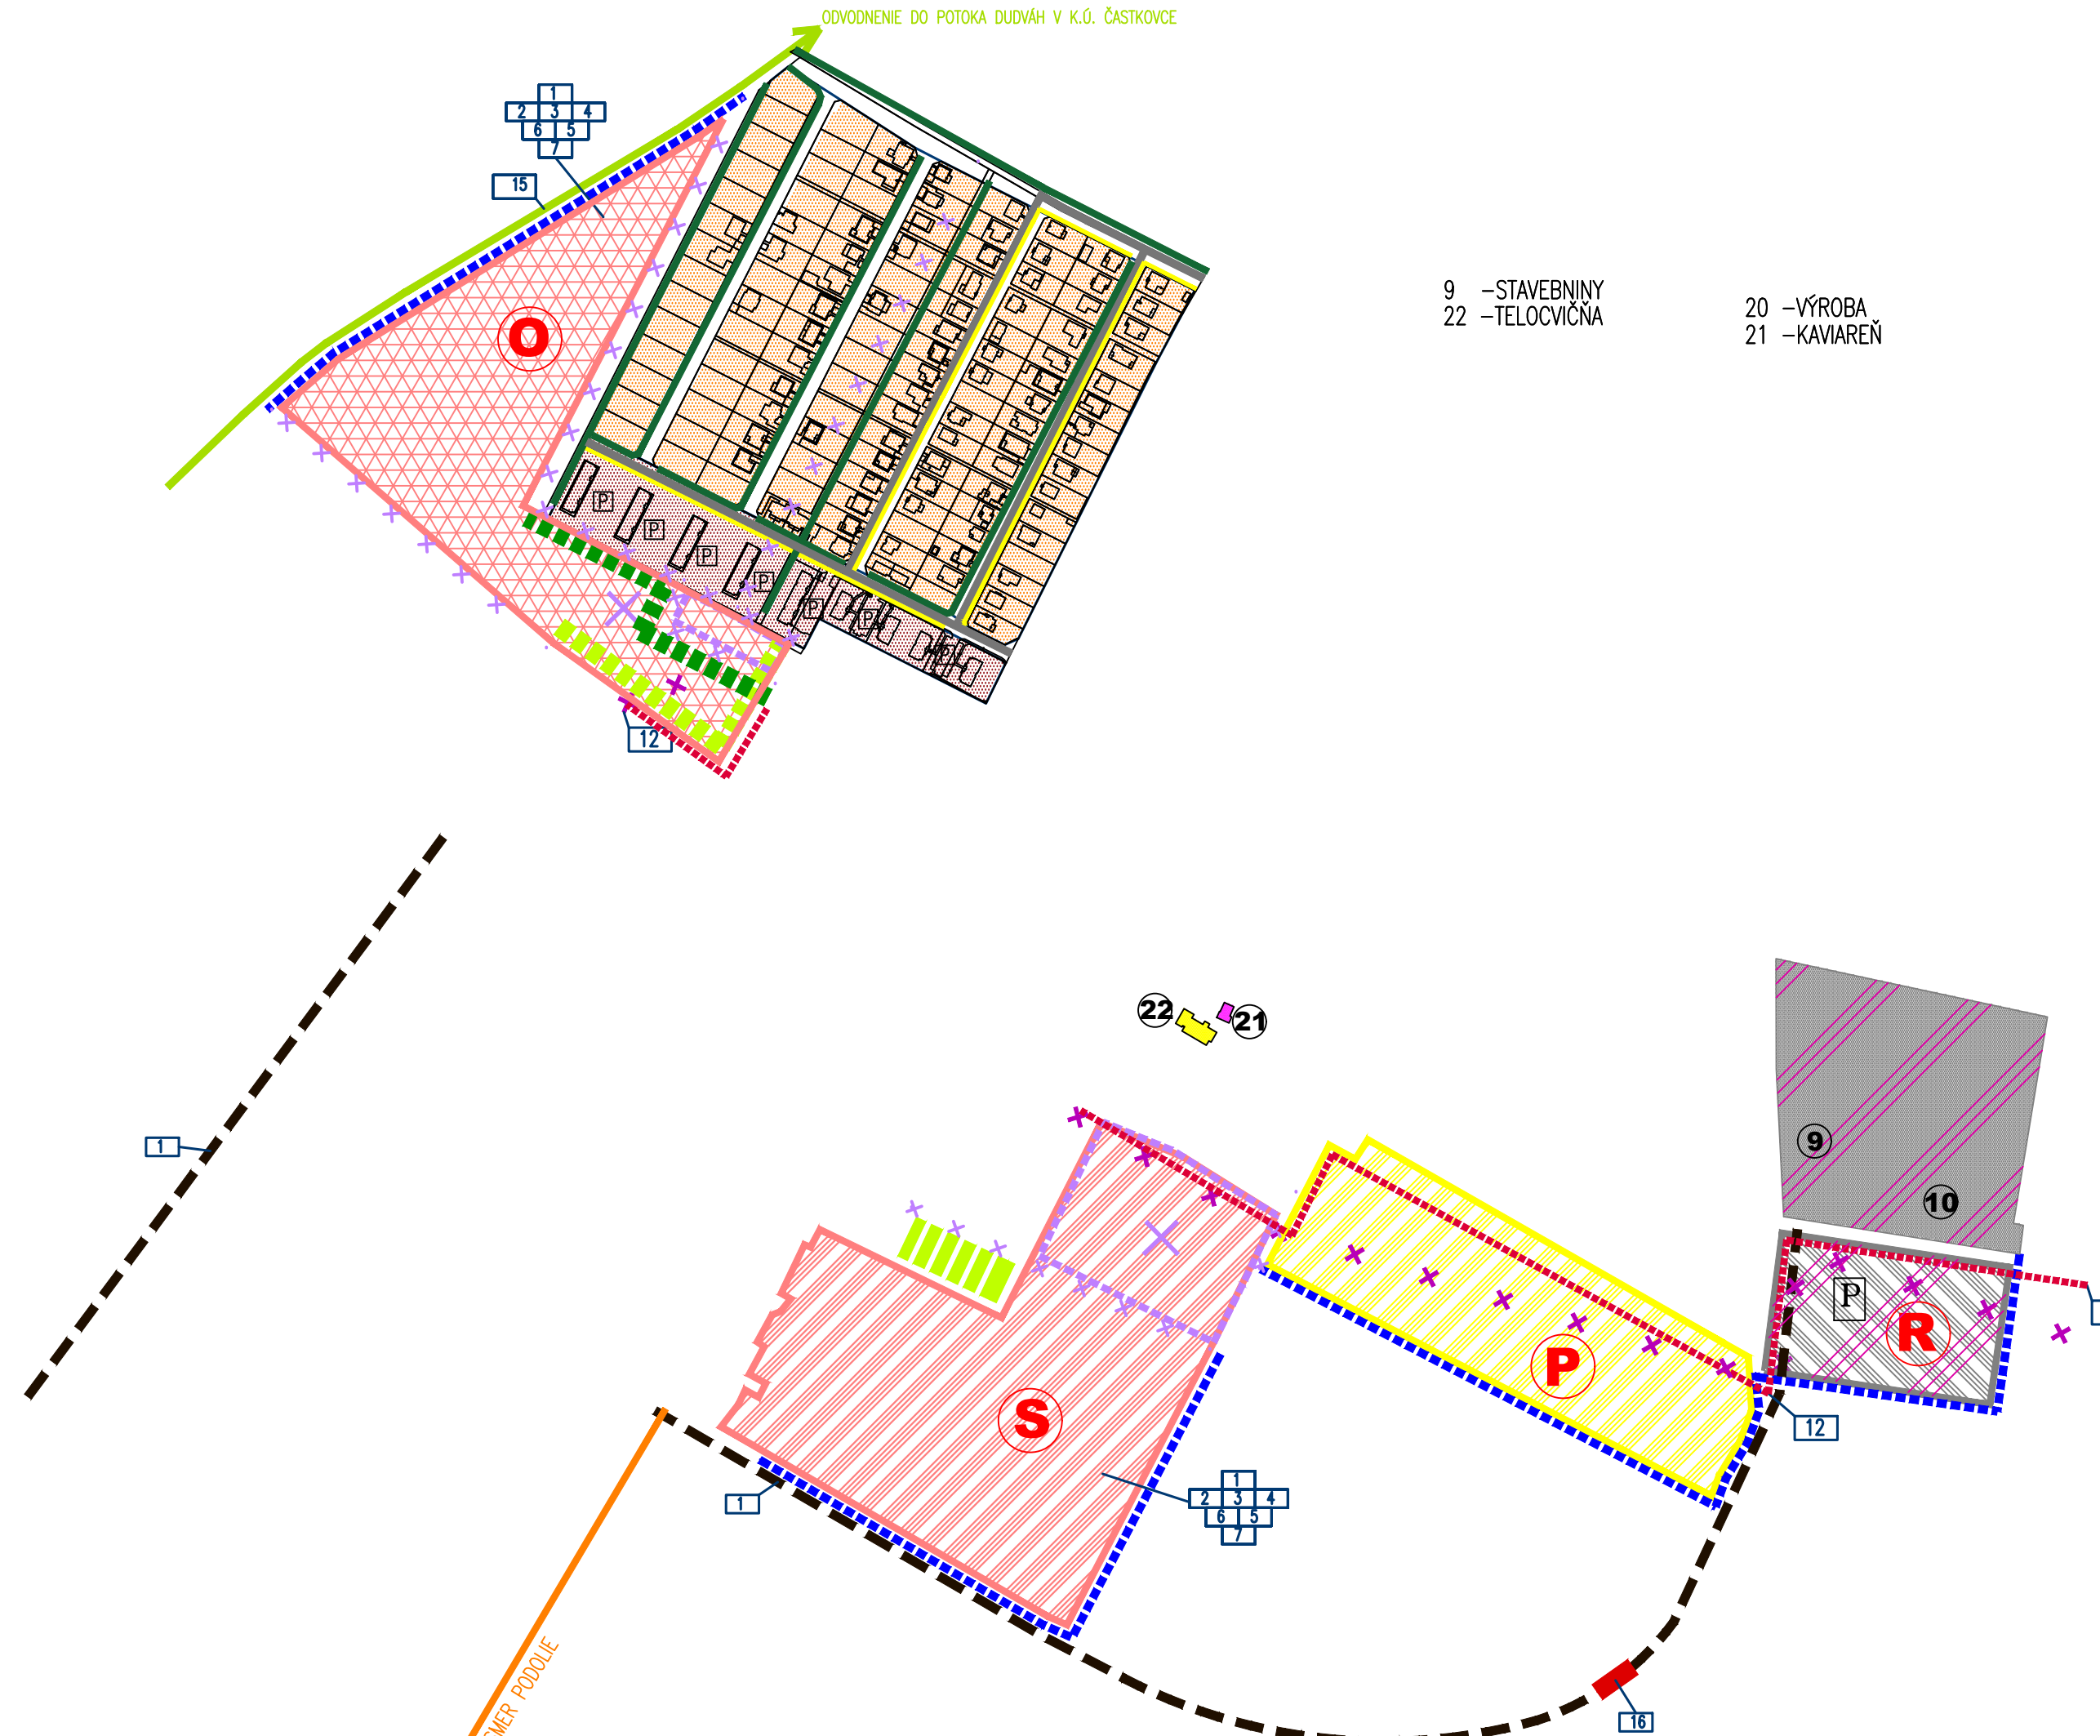 ODVODNENIE DO POTOKA DUDVÁH V K.Ú. ČASTKOVCE
1
2 3 4
6 5
7
15
O
9 –STAVEBNINY
22 –TELOCVIČŇA
20 –VÝROBA
21 –KAVIAREŇ
P
P
P
P
P
P
P
12
22
21
1
9
10
P
R
P
S
12
1
1
2 3 4
6 5
7
SMER PODOLIE
16